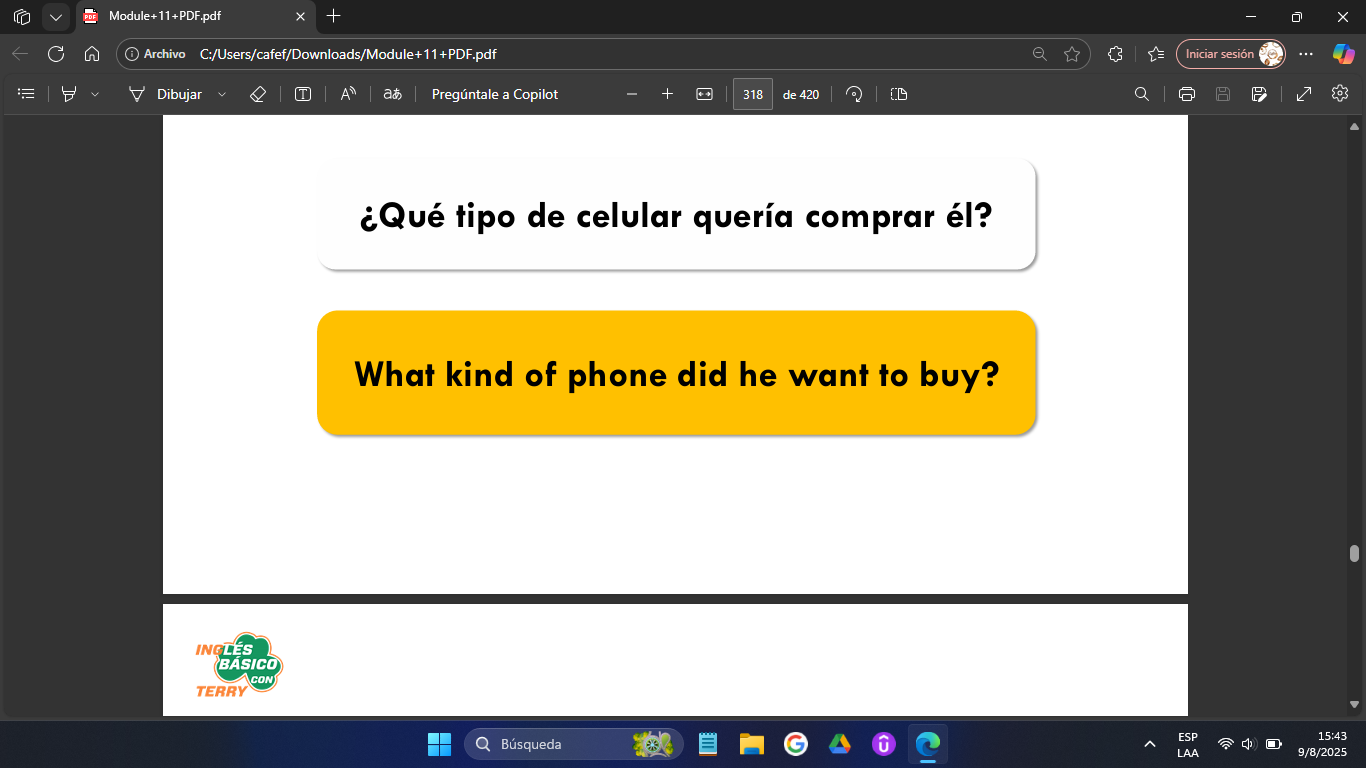 Module+11+PDF.pdf
Archivo C:/Users/cafef/Downloads/Module+11+PDF.pdf
Iniciar sesión
Dibujar
Pregúntale a Copilot
318 de 420
¿Qué tipo de celular quería comprar él?
What kind of phone did he want to buy?
INGLÉS
BÁSICO
CON
TERRY
Búsqueda
ESP
LAA
15:43
9/8/2025